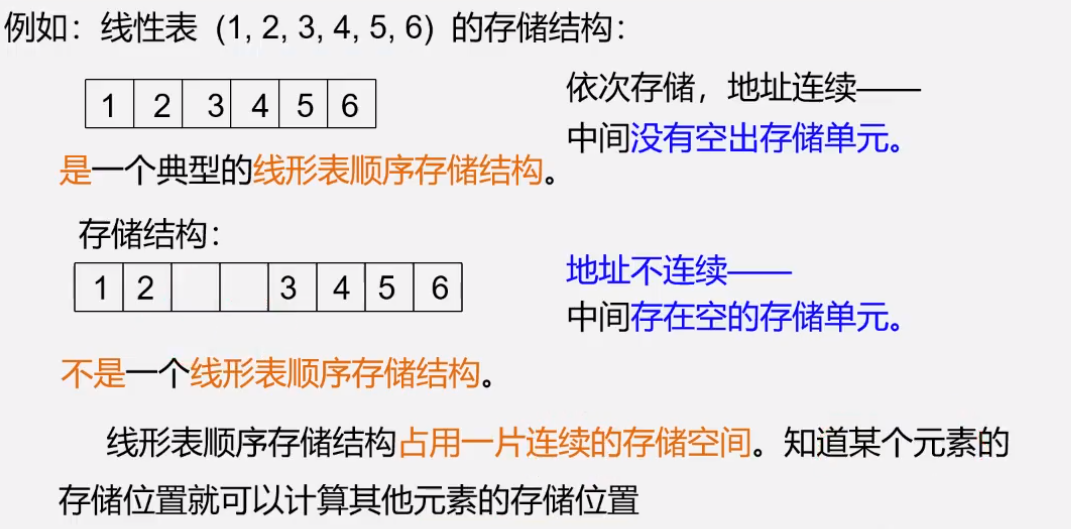 例如：线性表 (1, 2, 3, 4, 5, 6) 的存储结构：
1 2 3 4 5 6
依次存储，地址连续——
中间没有空出存储单元。
是一个典型的线形表顺序存储结构。
存储结构：
1 2 3 4 5 6
地址不连续——
中间存在空的存储单元。
不是一个线形表顺序存储结构。
线形表顺序存储结构占用一片连续的存储空间。知道某个元素的
存储位置就可以计算其他元素的存储位置